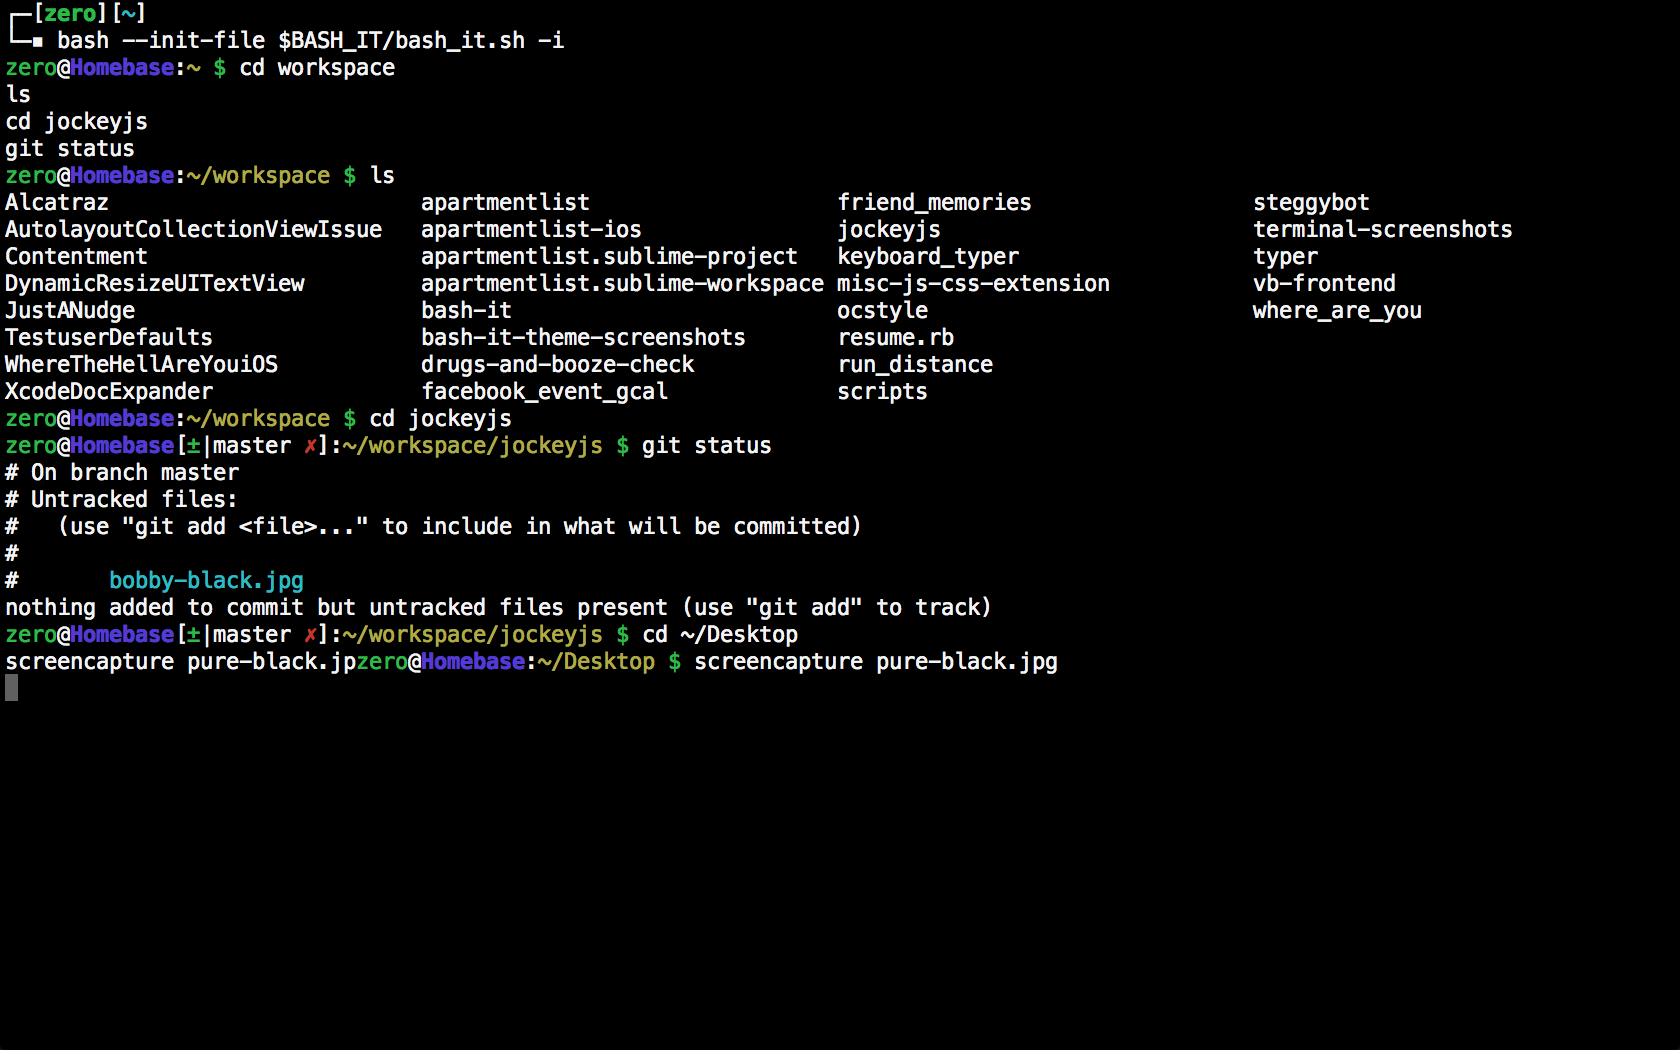 ┌─[zero][~]
└─▪ bash --init-file $BASH_IT/bash_it.sh -i
zero@Homebase:~ $ cd workspace
ls
cd jockeyjs
git status
zero@Homebase:~/workspace $ ls
Alcatraz                        apartmentlist                   friend_memories                 steggybot
AutolayoutCollectionViewIssue   apartmentlist-ios               jockeyjs                        terminal-screenshots
Contentment                     apartmentlist.sublime-project   keyboard_typer                  typer
DynamicResizeUITextView         apartmentlist.sublime-workspace misc-js-css-extension           vb-frontend
JustANudge                      bash-it                         ocstyle                         where_are_you
TestuserDefaults                bash-it-theme-screenshots       resume.rb
WhereTheHellAreYouiOS           drugs-and-booze-check           run_distance
XcodeDocExpander                facebook_event_gcal             scripts
zero@Homebase:~/workspace $ cd jockeyjs
zero@Homebase[±|master ✗]:~/workspace/jockeyjs $ git status
# On branch master
# Untracked files:
#   (use "git add <file>..." to include in what will be committed)
#
#       bobby-black.jpg
nothing added to commit but untracked files present (use "git add" to track)
zero@Homebase[±|master ✗]:~/workspace/jockeyjs $ cd ~/Desktop
screencapture pure-black.jpzero@Homebase:~/Desktop $ screencapture pure-black.jpg